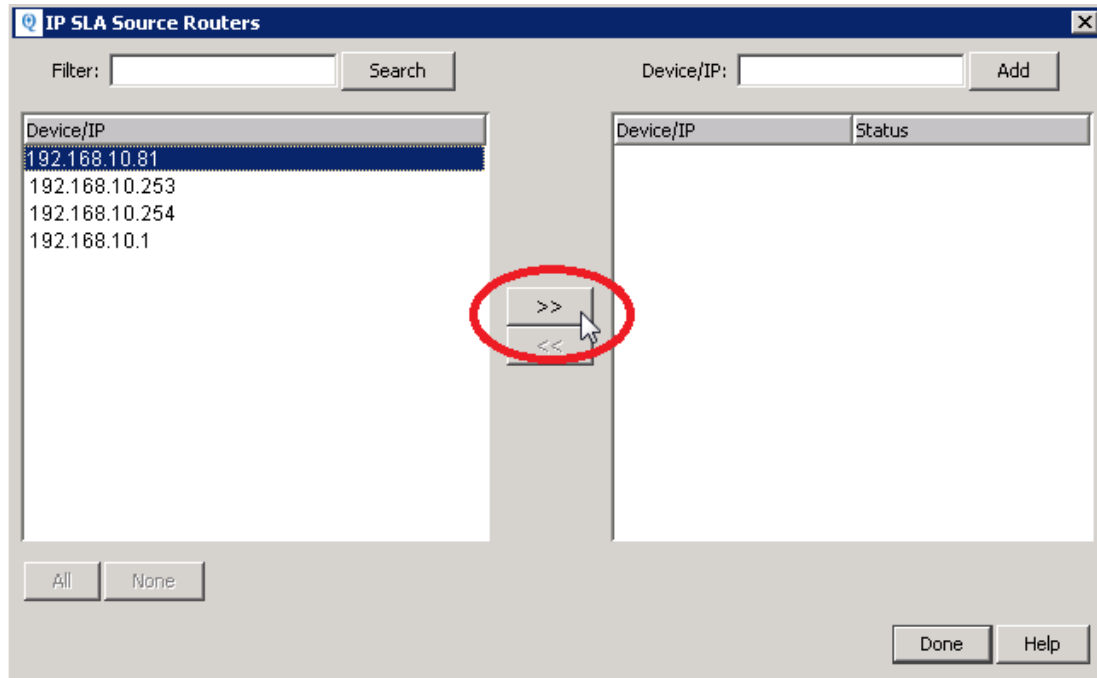 IP SLA Source Routers
Filter: Search Device/IP: Add
Device/IP Device/IP Status
192.168.10.81
192.168.10.253
192.168.10.254
192.168.10.1
>>
<<
All None
Done Help